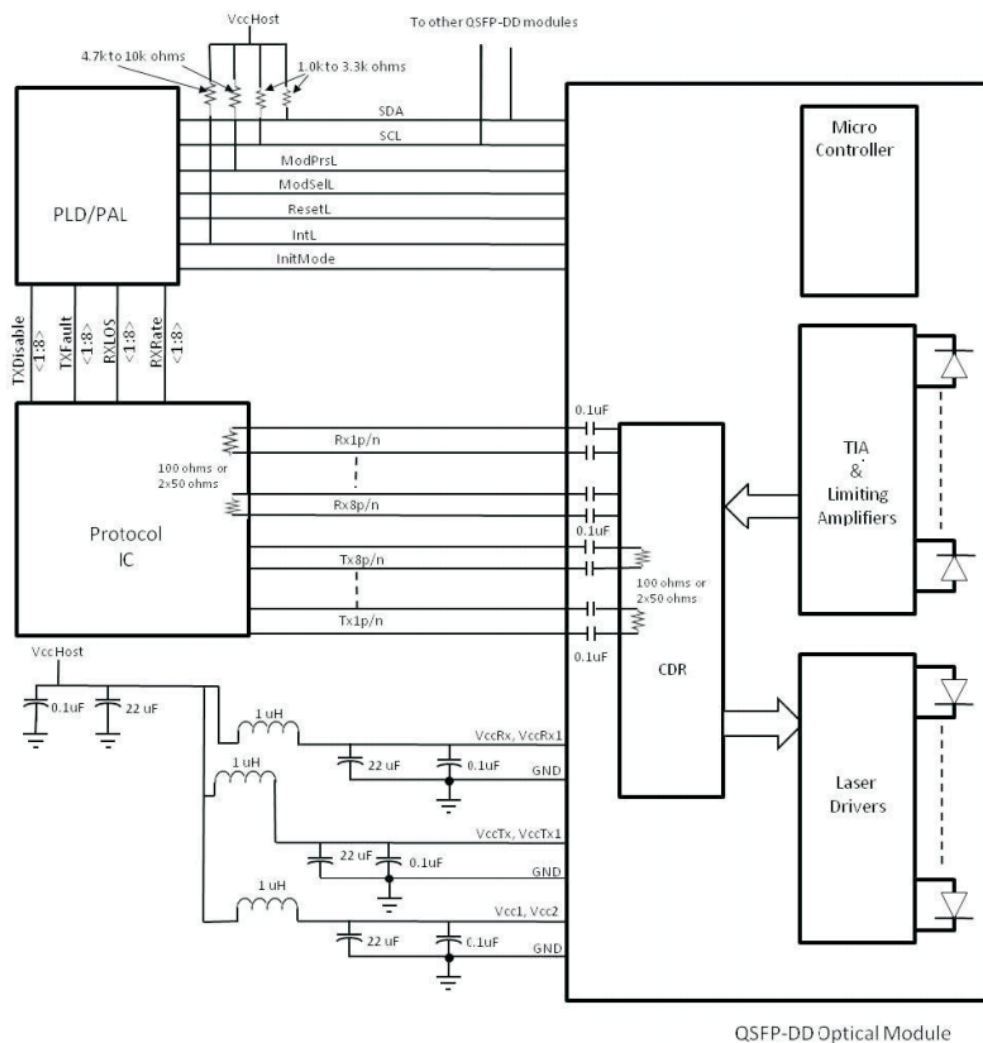 Vcc Host
To other QSFP-DD modules
4.7k to 10k ohms
1.0k to 3.3k ohms
SDA
SCL
ModPrsL
ModSelL
ResetL
IntL
InitMode
PLD/PAL
Micro
Controller
TXDisable
<1:8>
TXFault
<1:8>
RXLOS
<1:8>
RXRate
<1:8>
0.1uF
Rx1p/n
100 ohms or
2x50 ohms
Rx8p/n
0.1uF
Protocol
IC
Tx8p/n
100 ohms or
2x50 ohms
Tx1p/n
0.1uF
CDR
TIA
&
Limiting
Amplifiers
Vcc Host
0.1uF
22 uF
1 uH
VccRx, VccRx1
22 uF
0.1uF
GND
1 uH
VccTx, VccTx1
22 uF
0.1uF
GND
1 uH
Vcc1, Vcc2
22 uF
0.1uF
GND
Laser
Drivers
QSFP-DD Optical Module